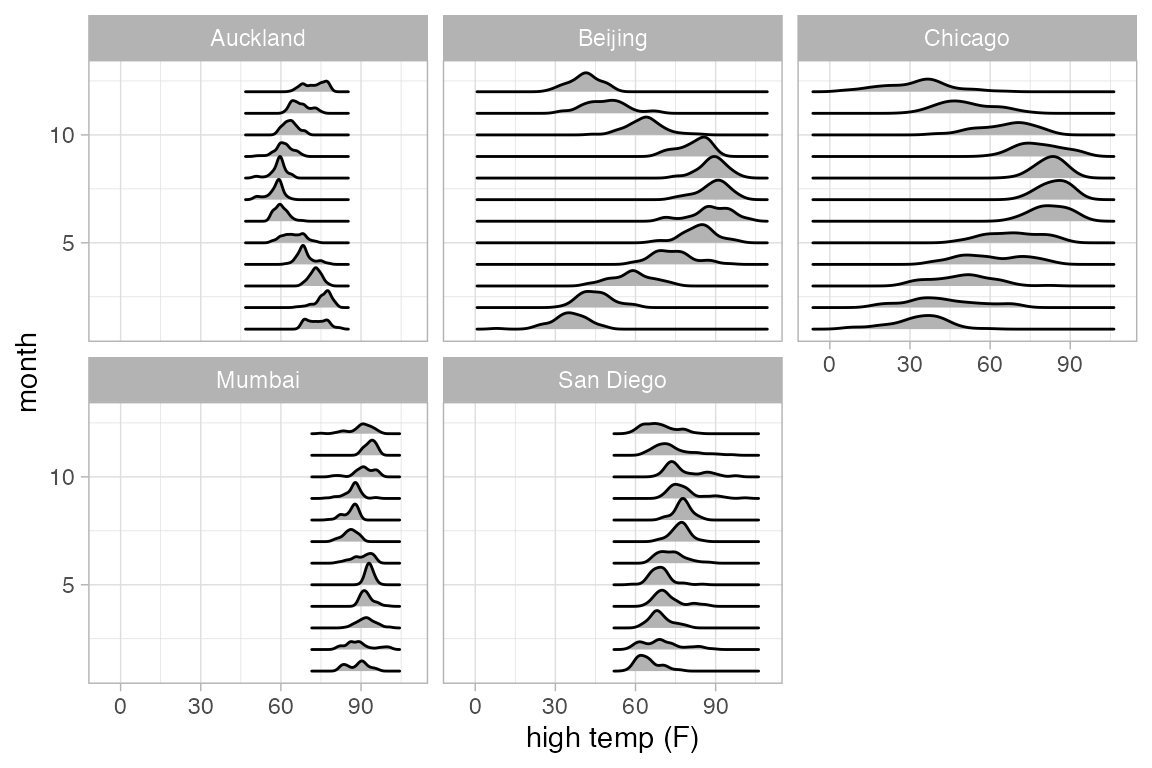 Auckland Beijing Chicago
10
5
0 30 60 90
month
Mumbai San Diego
10
5
0 30 60 90 0 30 60 90
high temp (F)